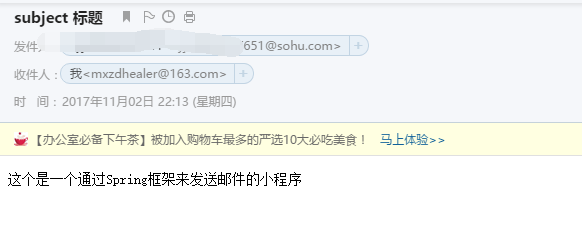 subject 标题
发件人 651@sohu.com>
收件人： 我<mxzdhealer@163.com>
时 间： 2017年11月02日 22:13 (星期四)
【办公室必备下午茶】被加入购物车最多的严选10大必吃美食！ 马上体验>>
这个是一个通过Spring框架来发送邮件的小程序